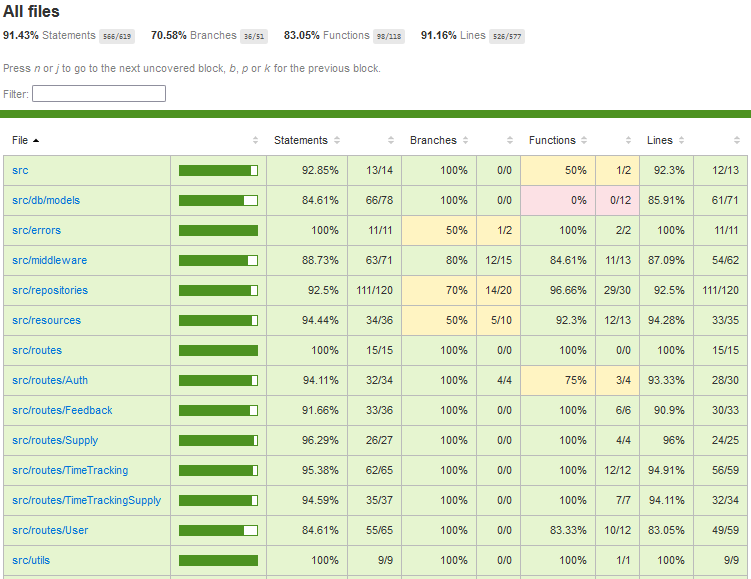 All files
91.43% Statements 566/619 70.58% Branches 36/51 83.05% Functions 98/118 91.16% Lines 526/577
Press n or j to go to the next uncovered block, b, p or k for the previous block.
Filter:
File Statements Branches Functions Lines
src 92.85% 13/14 100% 0/0 50% 1/2 92.3% 12/13
src/db/models 84.61% 66/78 100% 0/0 0% 0/12 85.91% 61/71
src/errors 100% 11/11 50% 1/2 100% 2/2 100% 11/11
src/middleware 88.73% 63/71 80% 12/15 84.61% 11/13 87.09% 54/62
src/repositories 92.5% 111/120 70% 14/20 96.66% 29/30 92.5% 111/120
src/resources 94.44% 34/36 50% 5/10 92.3% 12/13 94.28% 33/35
src/routes 100% 15/15 100% 0/0 100% 0/0 100% 15/15
src/routes/Auth 94.11% 32/34 100% 4/4 75% 3/4 93.33% 28/30
src/routes/Feedback 91.66% 33/36 100% 0/0 100% 6/6 90.9% 30/33
src/routes/Supply 96.29% 26/27 100% 0/0 100% 4/4 96% 24/25
src/routes/TimeTracking 95.38% 62/65 100% 0/0 100% 12/12 94.91% 56/59
src/routes/TimeTrackingSupply 94.59% 35/37 100% 0/0 100% 7/7 94.11% 32/34
src/routes/User 84.61% 55/65 100% 0/0 83.33% 10/12 83.05% 49/59
src/utils 100% 9/9 100% 0/0 100% 1/1 100% 9/9